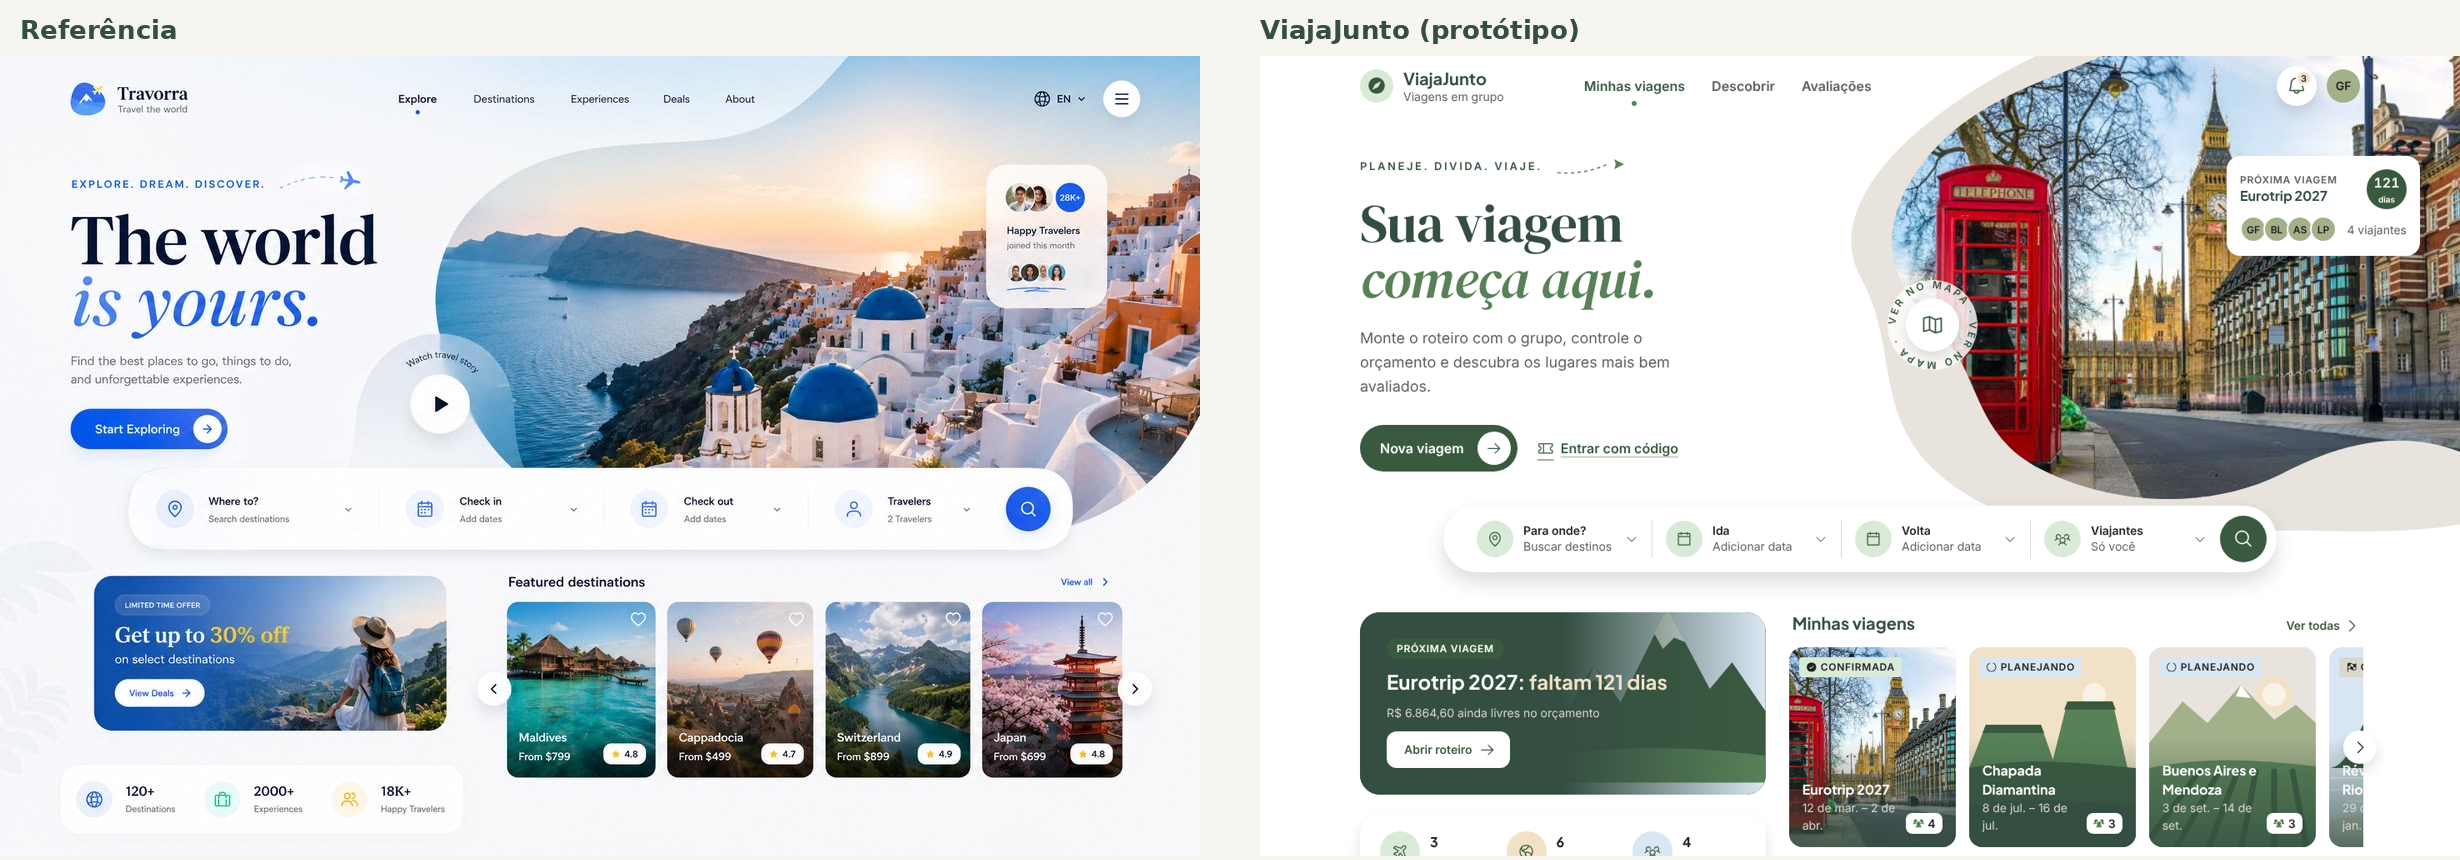 Referência
Travorra
Travel the world
Explore
Destinations
Experiences
Deals
About
EN
EXPLORE. DREAM. DISCOVER.
The world
is yours.
Find the best places to go, things to do,
and unforgettable experiences.
Start Exploring
Watch travel story
28K+
Happy Travelers
joined this month
Where to?
Search destinations
Check in
Add dates
Check out
Add dates
Travelers
2 Travelers
LIMITED TIME OFFER
Get up to 30% off
on select destinations
View Deals
Featured destinations
View all
Maldives
From $799
4.8
Cappadocia
From $499
4.7
Switzerland
From $899
4.9
Japan
From $699
4.8
120+
Destinations
2000+
Experiences
18K+
Happy Travelers
ViajaJunto (protótipo)
ViajaJunto
Viagens em grupo
Minhas viagens
Descobrir
Avaliações
3
GF
PLANEJE. DIVIDA. VIAJE.
Sua viagem
começa aqui.
Monte o roteiro com o grupo, controle o
orçamento e descubra os lugares mais bem
avaliados.
Nova viagem
Entrar com código
TELEPHONE
VER NO MAPA · VER NO MAPA ·
PRÓXIMA VIAGEM
Eurotrip 2027
121
dias
GF
BL
AS
LP
4 viajantes
Para onde?
Buscar destinos
Ida
Adicionar data
Volta
Adicionar data
Viajantes
Só você
PRÓXIMA VIAGEM
Eurotrip 2027: faltam 121 dias
R$ 6.864,60 ainda livres no orçamento
Abrir roteiro
Minhas viagens
Ver todas
CONFIRMADA
Eurotrip 2027
12 de mar. – 2 de
abr.
4
PLANEJANDO
Chapada
Diamantina
8 de jul. – 16 de
jul.
3
PLANEJANDO
Buenos Aires e
Mendoza
3 de set. – 14 de
set.
3
Rio
jan.
3
6
4